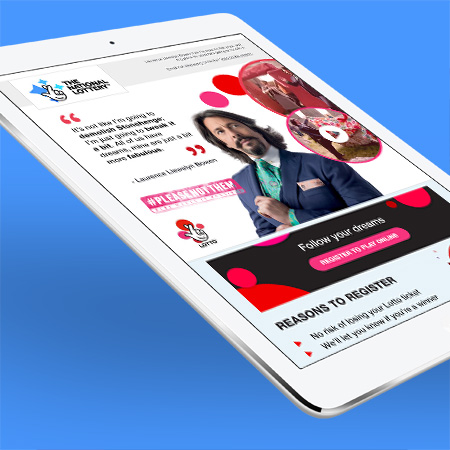 THE
NATIONAL
LOTTERY
“
It's not like I'm going to
demolish Stonehenge,
I'm just going to break it
a bit. All of us have
dreams, mine are just a bit
more fabulous.
”
- Laurence Llewelyn Bowen
#PLEASENOTTHEM
LOTTO
Follow your dreams
REGISTER TO PLAY ONLINE
REASONS TO REGISTER
No risk of losing your Lotto ticket
We'll let you know if you're a winner